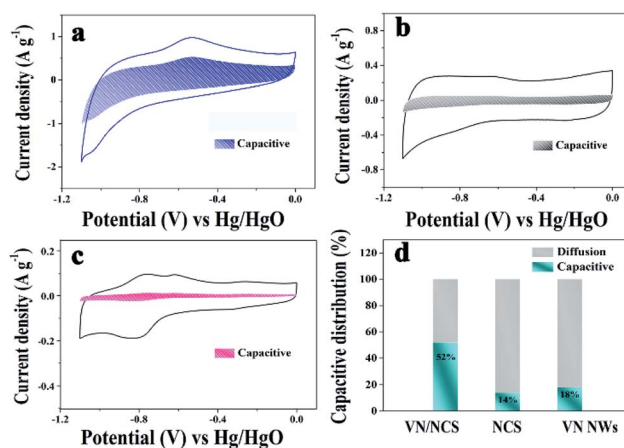 a
Current density (A g⁻¹)
1
0
-1
-2
Capacitive
-1.2
-0.8
-0.4
0.0
Potential (V) vs Hg/HgO
b
Current density (A g⁻¹)
0.8
0.4
0.0
-0.4
-0.8
Capacitive
-1.2
-0.8
-0.4
0.0
Potential (V) vs Hg/HgO
c
Current density (A g⁻¹)
0.2
0.0
-0.2
-0.4
Capacitive
-1.2
-0.8
-0.4
0.0
Potential (V) vs Hg/HgO
d
Capacitive distribution (%)
120
100
80
60
40
20
0
Diffusion
Capacitive
52%
14%
18%
VN/NCS
NCS
VN NWs